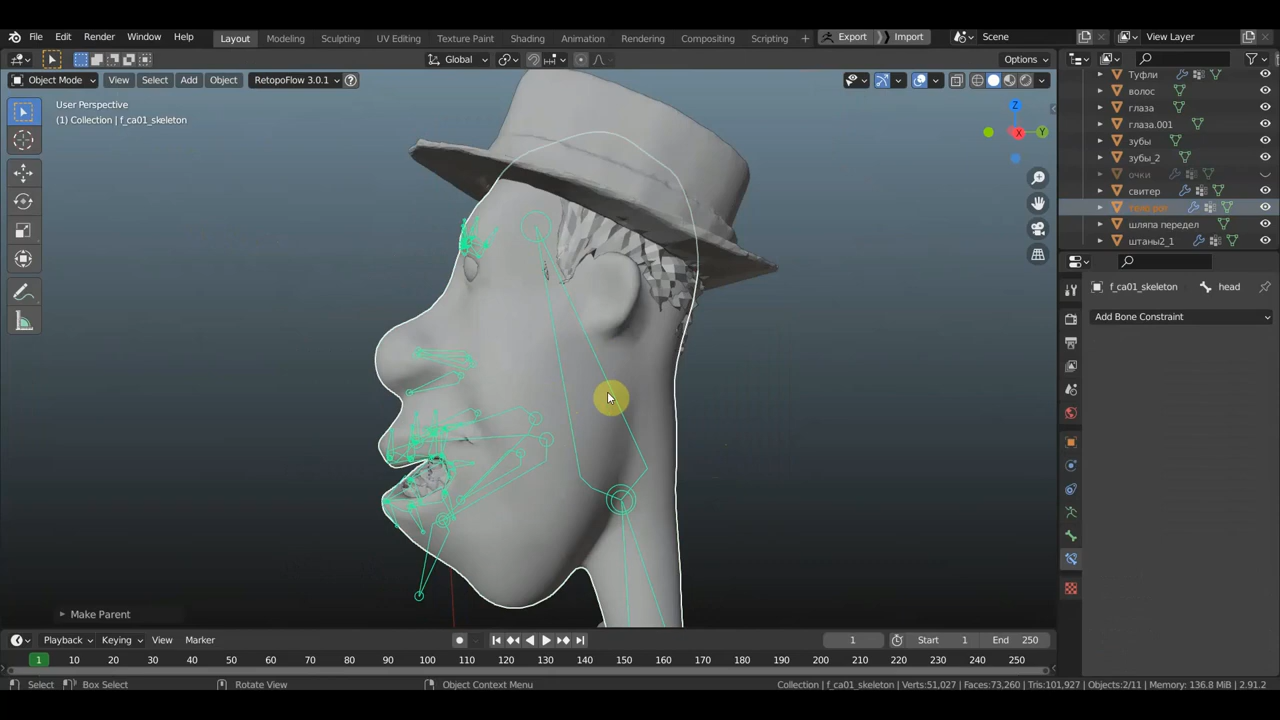 File Edit Render Window Help Layout Modeling Sculpting UV Editing Texture Paint Shading Animation Rendering Compositing Scripting + Export Import Scene View Layer
Global Options
Object Mode View Select Add Object RetopoFlow 3.0.1
User Perspective
(1) Collection | f_ca01_skeleton
Z
X
Y
Туфли
волос
глаза
глаза.001
зубы
зубы_2
очки
свитер
шляпа передел
штаны2_1
f_ca01_skeleton head
Add Bone Constraint
Make Parent
Playback Keying View Marker 1 Start 1 End 250
1 10 20 30 40 50 60 70 80 90 100 110 120 130 140 150 160 170 180 190 200 210 220 230 240 250
Select Box Select Rotate View Object Context Menu Collection | f_ca01_skeleton | Verts:51,027 | Faces:73,260 | Tris:101,927 | Objects:2/11 | Memory: 136.8 MiB | 2.91.2